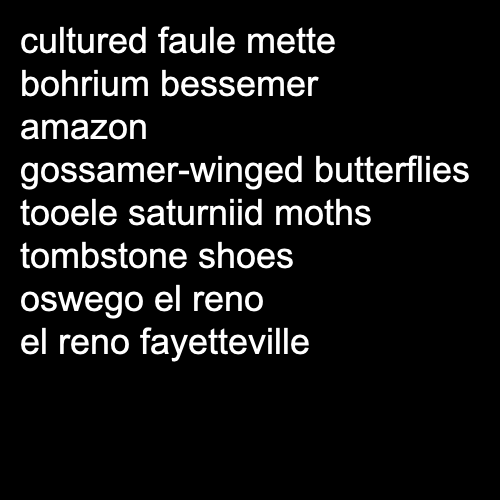 cultured faule mette
bohrium bessemer
amazon
gossamer-winged butterflies
tooele saturniid moths
tombstone shoes
oswego el reno
el reno fayetteville